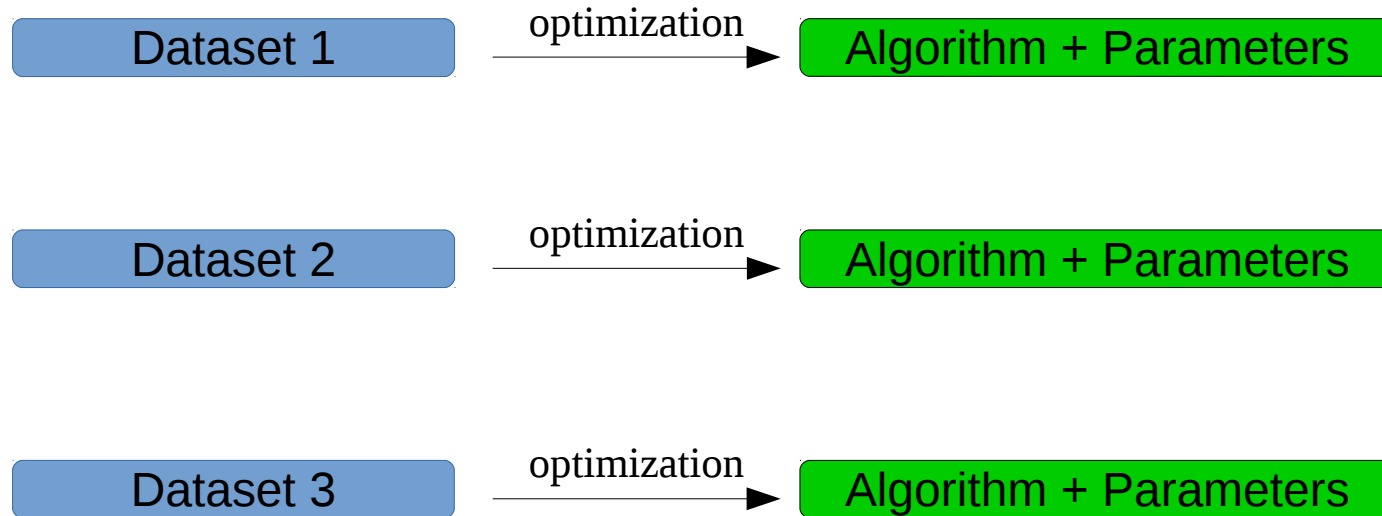 Dataset 1
optimization
Algorithm + Parameters
Dataset 2
optimization
Algorithm + Parameters
Dataset 3
optimization
Algorithm + Parameters